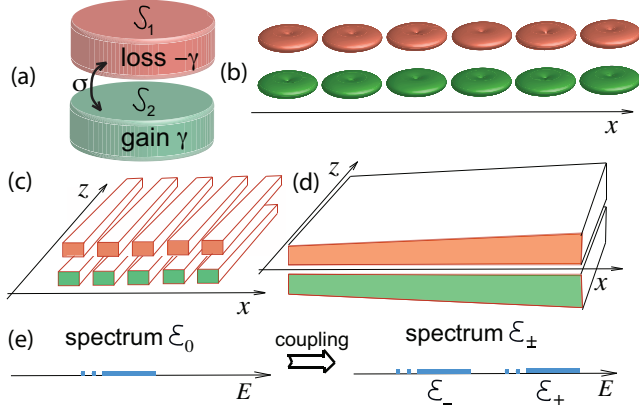 (a)
S₁
loss −γ
σ
S₂
gain γ
(b)
x
(c)
z
x
(d)
z
x
(e)
spectrum ℰ₀
E
coupling
spectrum ℰ±
ℰ₋
ℰ₊
E